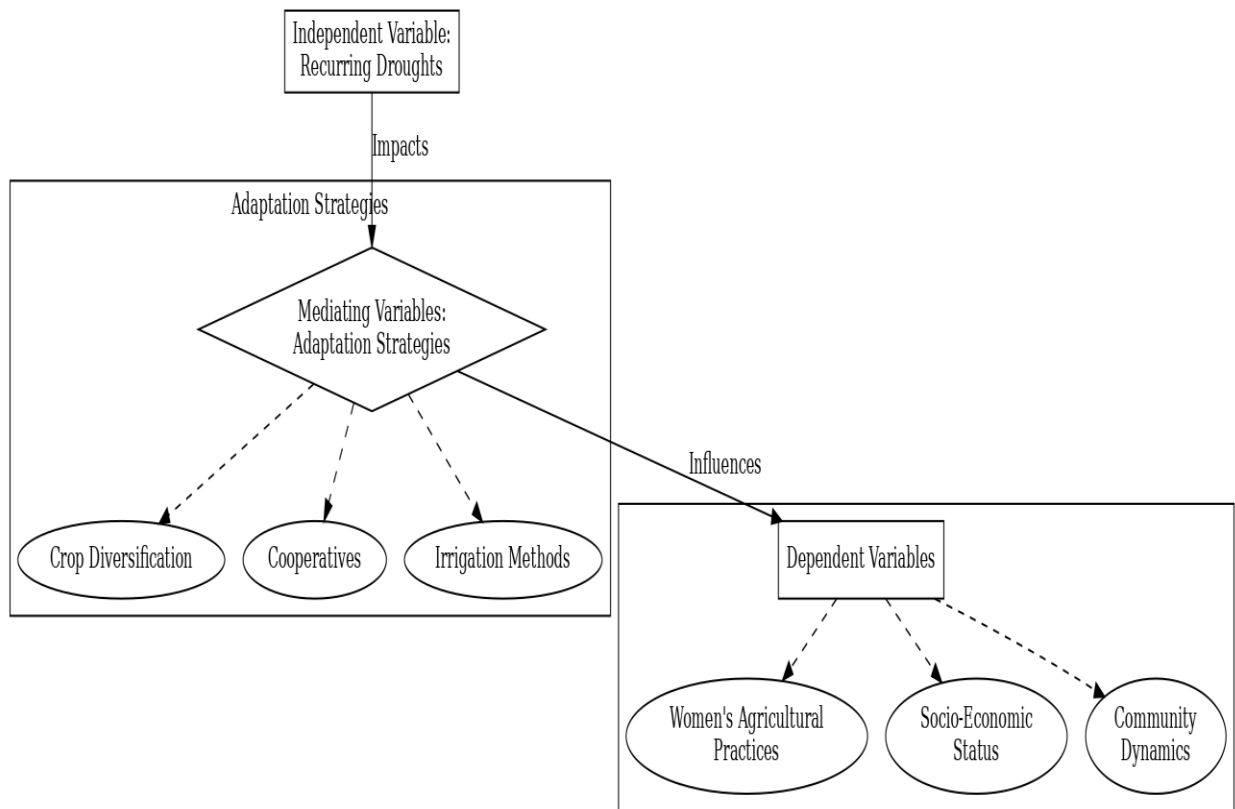 Independent Variable:
Recurring Droughts
Impacts
Adaptation Strategies
Mediating Variables:
Adaptation Strategies
Influences
Crop Diversification
Cooperatives
Irrigation Methods
Dependent Variables
Women's Agricultural
Practices
Socio-Economic
Status
Community
Dynamics